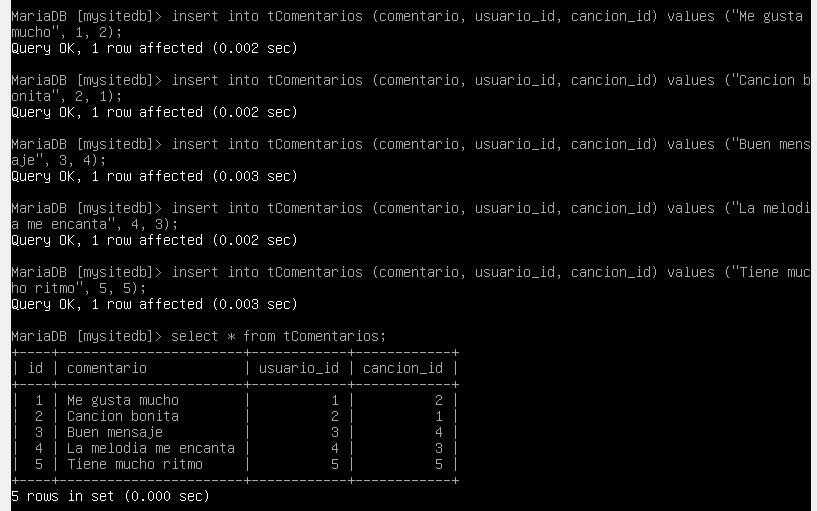 MariaDB [mysitedb]> insert into tComentarios (comentario, usuario_id, cancion_id) values ("Me gusta
mucho", 1, 2);
Query OK, 1 row affected (0.002 sec)
MariaDB [mysitedb]> insert into tComentarios (comentario, usuario_id, cancion_id) values ("Cancion b
onita", 2, 1);
Query OK, 1 row affected (0.002 sec)
MariaDB [mysitedb]> insert into tComentarios (comentario, usuario_id, cancion_id) values ("Buen mens
aje", 3, 4);
Query OK, 1 row affected (0.003 sec)
MariaDB [mysitedb]> insert into tComentarios (comentario, usuario_id, cancion_id) values ("La melodi
a me encanta", 4, 3);
Query OK, 1 row affected (0.002 sec)
MariaDB [mysitedb]> insert into tComentarios (comentario, usuario_id, cancion_id) values ("Tiene muc
ho ritmo", 5, 5);
Query OK, 1 row affected (0.003 sec)
MariaDB [mysitedb]> select * from tComentarios;
+----+-----------------------+------------+------------+
| id | comentario            | usuario_id | cancion_id |
+----+-----------------------+------------+------------+
|  1 | Me gusta mucho        |          1 |          2 |
|  2 | Cancion bonita        |          2 |          1 |
|  3 | Buen mensaje          |          3 |          4 |
|  4 | La melodia me encanta |          4 |          3 |
|  5 | Tiene mucho ritmo     |          5 |          5 |
+----+-----------------------+------------+------------+
5 rows in set (0.000 sec)